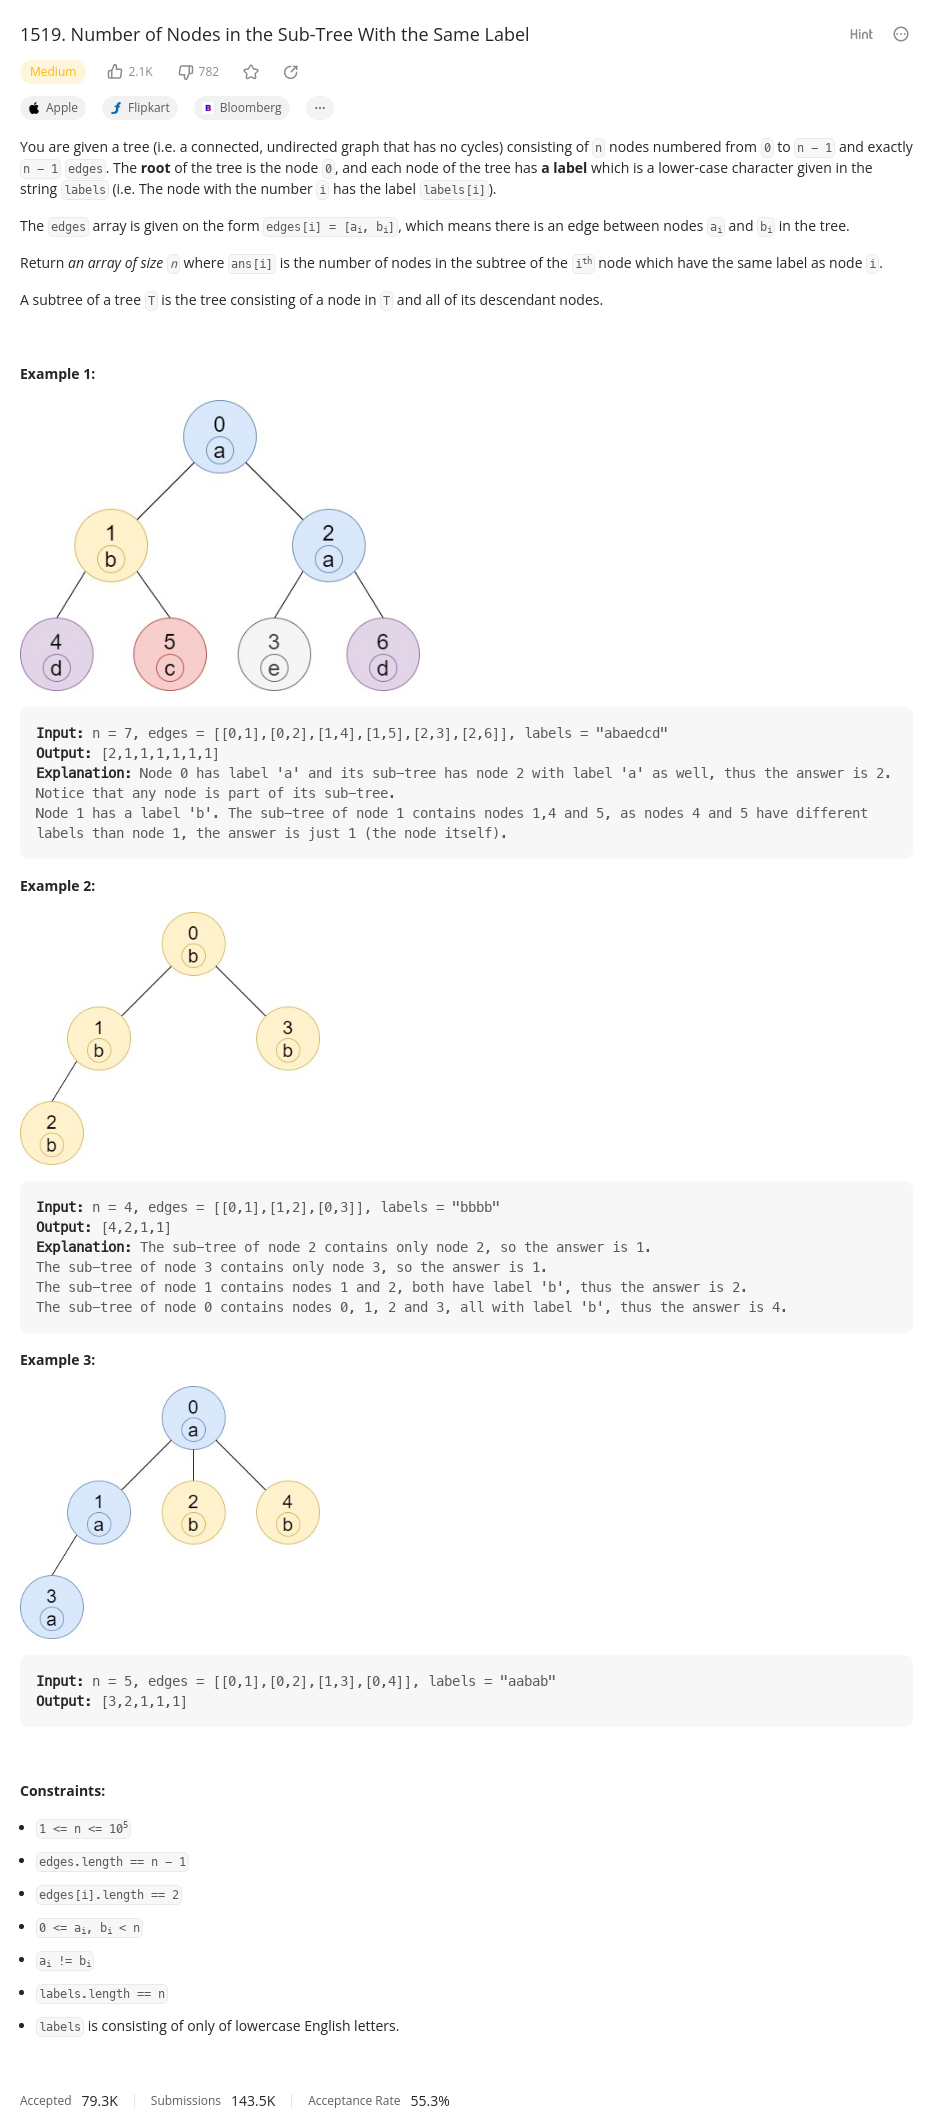 1519. Number of Nodes in the Sub-Tree With the Same Label
Hint
Medium 2.1K 782
Apple Flipkart B Bloomberg ...
You are given a tree (i.e. a connected, undirected graph that has no cycles) consisting of n nodes numbered from 0 to n − 1 and exactly
n − 1 edges. The root of the tree is the node 0, and each node of the tree has a label which is a lower-case character given in the
string labels (i.e. The node with the number i has the label labels[i]).
The edges array is given on the form edges[i] = [aᵢ, bᵢ], which means there is an edge between nodes aᵢ and bᵢ in the tree.
Return an array of size n where ans[i] is the number of nodes in the subtree of the iᵗʰ node which have the same label as node i.
A subtree of a tree T is the tree consisting of a node in T and all of its descendant nodes.
Example 1:
0
a
1 2
b a
4 5 3 6
d c e d
Input: n = 7, edges = [[0,1],[0,2],[1,4],[1,5],[2,3],[2,6]], labels = "abaedcd"
Output: [2,1,1,1,1,1,1]
Explanation: Node 0 has label 'a' and its sub-tree has node 2 with label 'a' as well, thus the answer is 2.
Notice that any node is part of its sub-tree.
Node 1 has a label 'b'. The sub-tree of node 1 contains nodes 1,4 and 5, as nodes 4 and 5 have different
labels than node 1, the answer is just 1 (the node itself).
Example 2:
0
b
1 3
b b
2
b
Input: n = 4, edges = [[0,1],[1,2],[0,3]], labels = "bbbb"
Output: [4,2,1,1]
Explanation: The sub-tree of node 2 contains only node 2, so the answer is 1.
The sub-tree of node 3 contains only node 3, so the answer is 1.
The sub-tree of node 1 contains nodes 1 and 2, both have label 'b', thus the answer is 2.
The sub-tree of node 0 contains nodes 0, 1, 2 and 3, all with label 'b', thus the answer is 4.
Example 3:
0
a
1 2 4
a b b
3
a
Input: n = 5, edges = [[0,1],[0,2],[1,3],[0,4]], labels = "aabab"
Output: [3,2,1,1,1]
Constraints:
• 1 <= n <= 10⁵
• edges.length == n − 1
• edges[i].length == 2
• 0 <= aᵢ, bᵢ < n
• aᵢ != bᵢ
• labels.length == n
• labels is consisting of only of lowercase English letters.
Accepted 79.3K Submissions 143.5K Acceptance Rate 55.3%